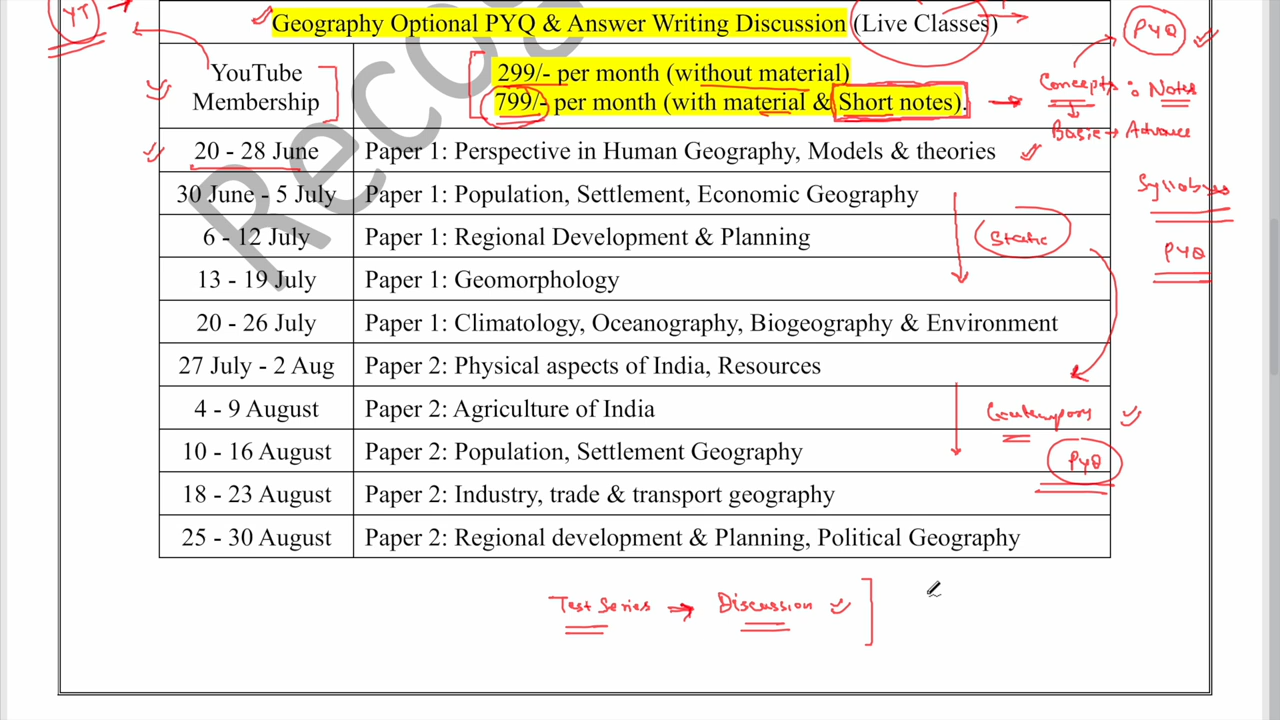 YT
Geography Optional PYQ & Answer Writing Discussion (Live Classes)
PYQ
YouTube Membership
299/- per month (without material)
799/- per month (with material & Short notes).
Concepts : Notes
Basic → Advance
20 - 28 June Paper 1: Perspective in Human Geography, Models & theories
Syllabus
30 June - 5 July Paper 1: Population, Settlement, Economic Geography
6 - 12 July Paper 1: Regional Development & Planning
Static
PYQ
13 - 19 July Paper 1: Geomorphology
20 - 26 July Paper 1: Climatology, Oceanography, Biogeography & Environment
27 July - 2 Aug Paper 2: Physical aspects of India, Resources
4 - 9 August Paper 2: Agriculture of India
10 - 16 August Paper 2: Population, Settlement Geography
PYQ
18 - 23 August Paper 2: Industry, trade & transport geography
25 - 30 August Paper 2: Regional development & Planning, Political Geography
Test Series → Discussion